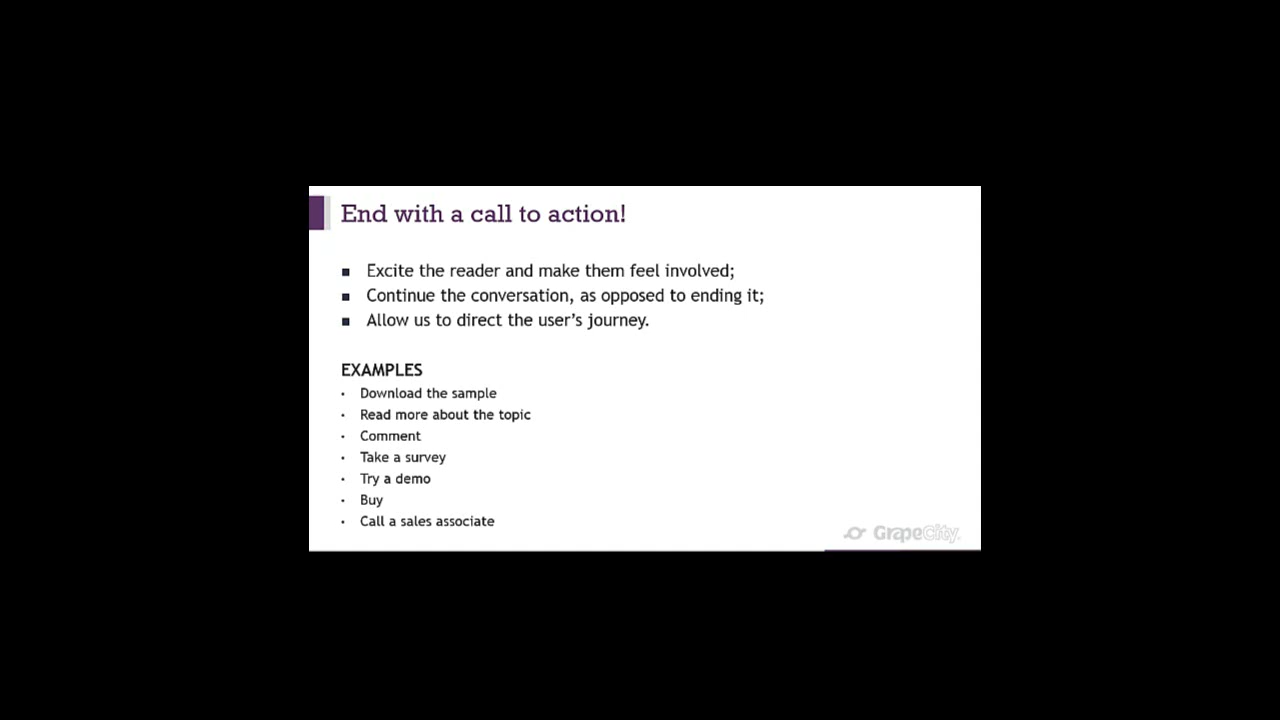 End with a call to action!
▪ Excite the reader and make them feel involved;
▪ Continue the conversation, as opposed to ending it;
▪ Allow us to direct the user's journey.
EXAMPLES
• Download the sample
• Read more about the topic
• Comment
• Take a survey
• Try a demo
• Buy
• Call a sales associate
GrapeCity